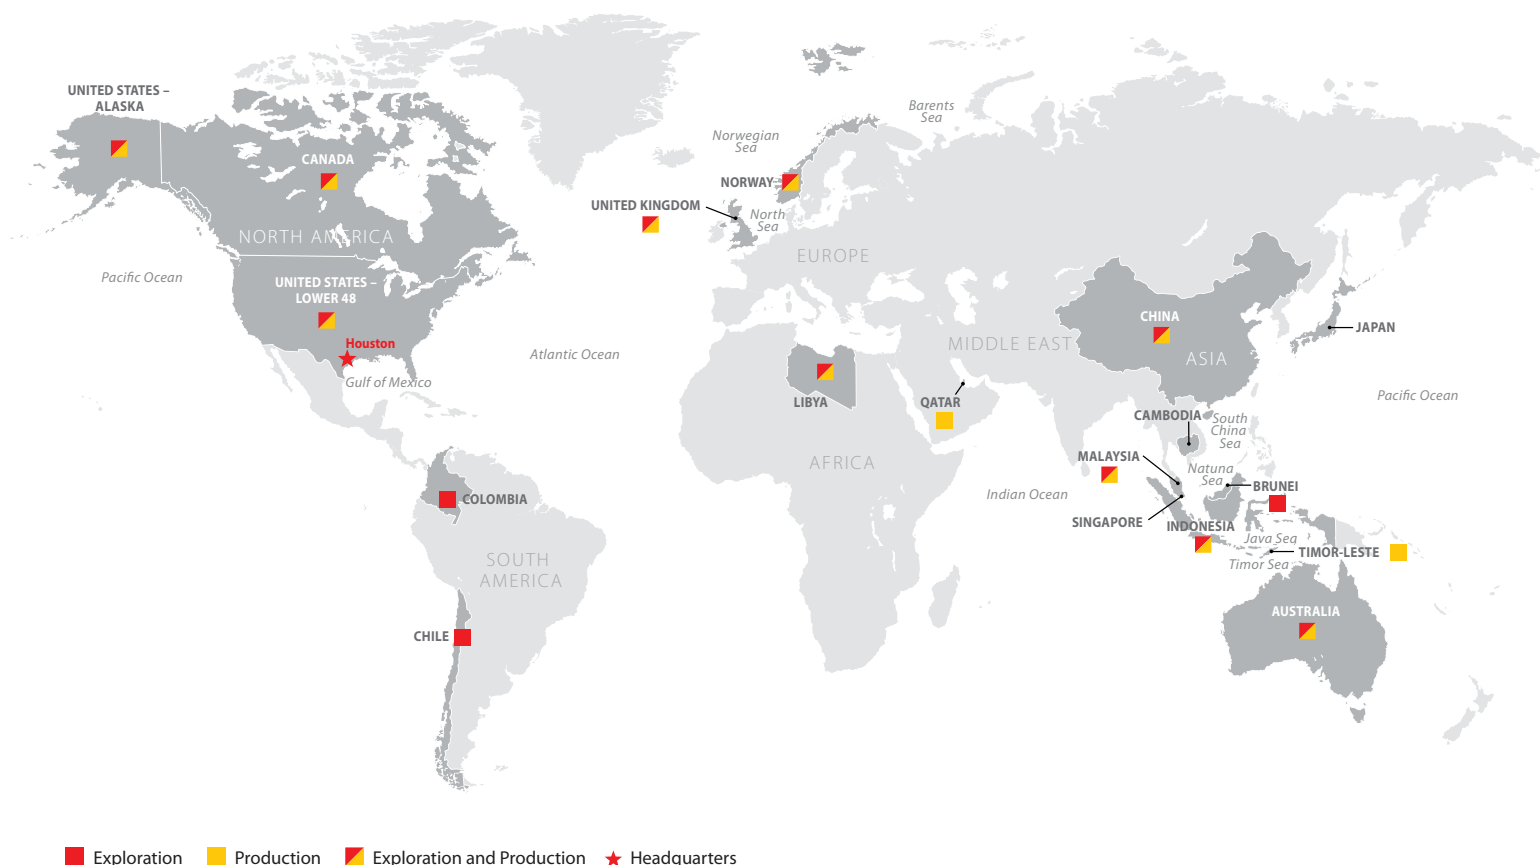 UNITED STATES –
ALASKA
Barents
Sea
Norwegian
Sea
CANADA
NORWAY
UNITED KINGDOM
North
Sea
NORTH AMERICA
EUROPE
Pacific Ocean
UNITED STATES –
LOWER 48
CHINA
JAPAN
Houston
MIDDLE EAST
Atlantic Ocean
ASIA
Gulf of Mexico
Pacific Ocean
LIBYA
QATAR
CAMBODIA
South
China
Sea
MALAYSIA
AFRICA
Natuna
Sea
BRUNEI
Indian Ocean
COLOMBIA
SINGAPORE
INDONESIA
Java Sea
TIMOR-LESTE
Timor Sea
SOUTH
AMERICA
AUSTRALIA
CHILE
Exploration
Production
Exploration and Production
Headquarters